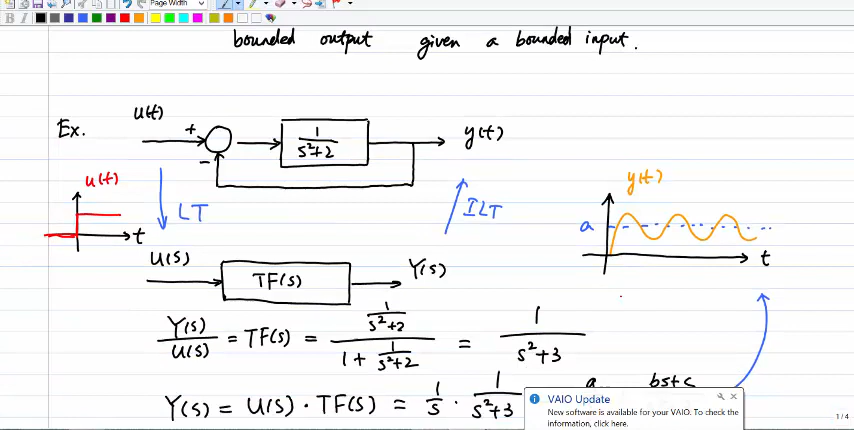 Page Width
B I
bounded output given a bounded input.
Ex. u(t) + - 1/(s²+2) y(t)
u(t) t
LT
ILT
y(t) a t
U(s) TF(s) Y(s)
Y(s)/U(s) = TF(s) = (1/(s²+2))/(1 + 1/(s²+2)) = 1/(s²+3)
Y(s) = U(s) · TF(s) = 1/s · 1/(s²+3) a bs+c
VAIO Update
New software is available for your VAIO. To check the
information, click here.
1/4